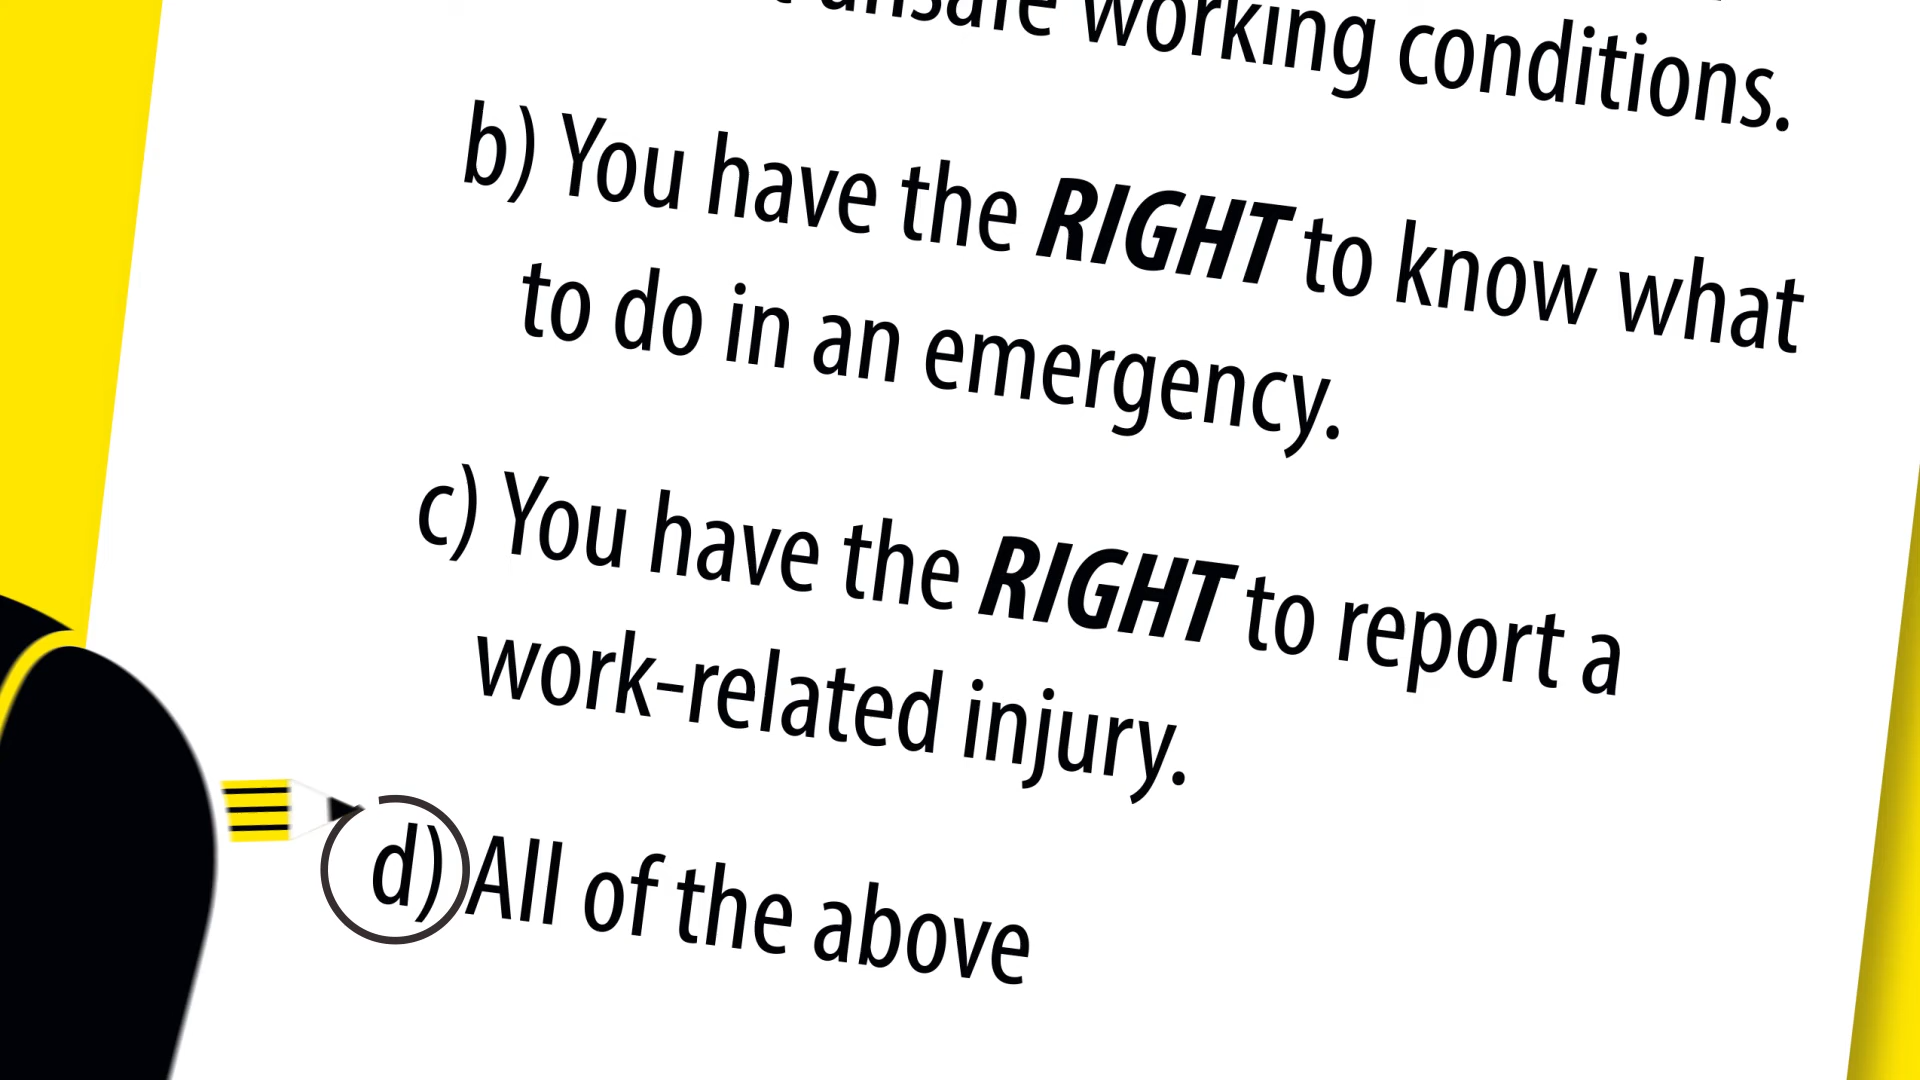 unsafe working conditions.
b) You have the RIGHT to know what
to do in an emergency.
c) You have the RIGHT to report a
work-related injury.
d) All of the above